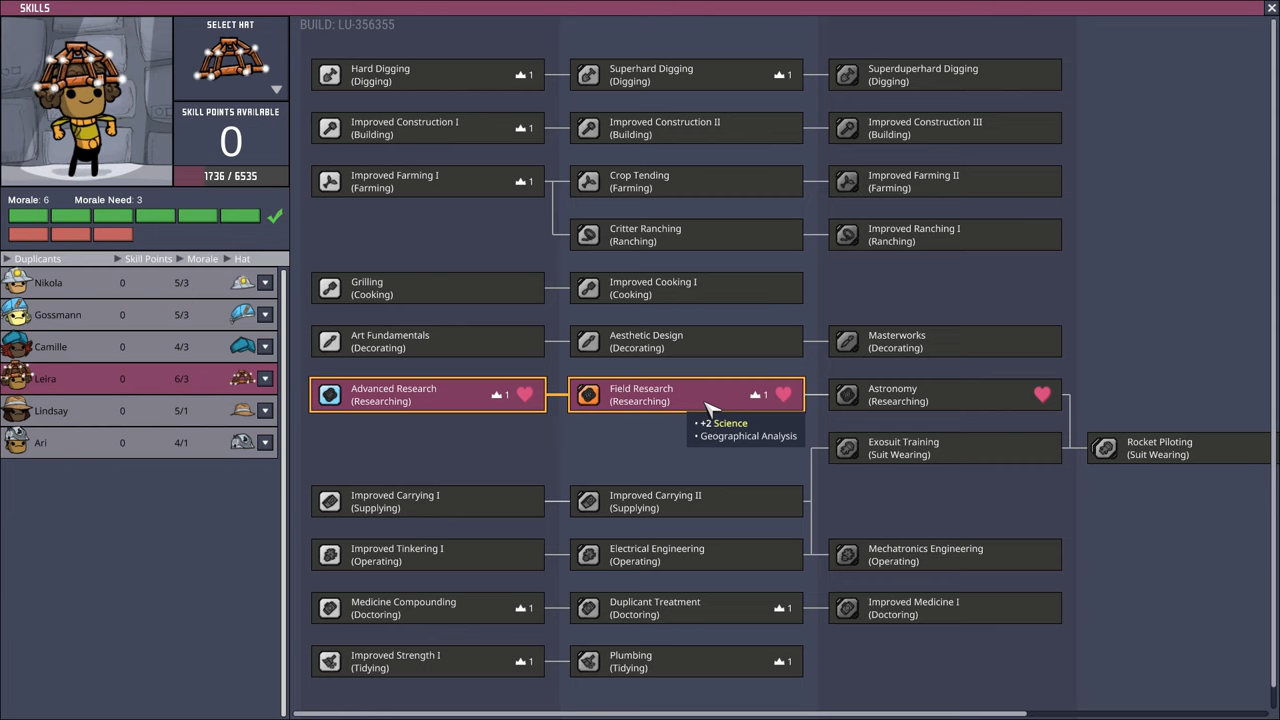 SKILLS
BUILD: LU-356355
SELECT HAT
SKILL POINTS AVAILABLE
0
1736 / 6535
Morale: 6 Morale Need: 3
Duplicants Skill Points Morale Hat
Nikola 0 5/3
Gossmann 0 5/3
Camille 0 4/3
Leira 0 6/3
Lindsay 0 5/1
Ari 0 4/1
Hard Digging
(Digging)
1
Superhard Digging
(Digging)
1
Superduperhard Digging
(Digging)
Improved Construction I
(Building)
1
Improved Construction II
(Building)
Improved Construction III
(Building)
Improved Farming I
(Farming)
1
Crop Tending
(Farming)
Improved Farming II
(Farming)
Critter Ranching
(Ranching)
Improved Ranching I
(Ranching)
Grilling
(Cooking)
Improved Cooking I
(Cooking)
Art Fundamentals
(Decorating)
Aesthetic Design
(Decorating)
Masterworks
(Decorating)
Advanced Research
(Researching)
1
Field Research
(Researching)
1
• +2 Science
• Geographical Analysis
Astronomy
(Researching)
Exosuit Training
(Suit Wearing)
Rocket Piloting
(Suit Wearing)
Improved Carrying I
(Supplying)
Improved Carrying II
(Supplying)
Improved Tinkering I
(Operating)
Electrical Engineering
(Operating)
Mechatronics Engineering
(Operating)
Medicine Compounding
(Doctoring)
1
Duplicant Treatment
(Doctoring)
1
Improved Medicine I
(Doctoring)
Improved Strength I
(Tidying)
1
Plumbing
(Tidying)
1